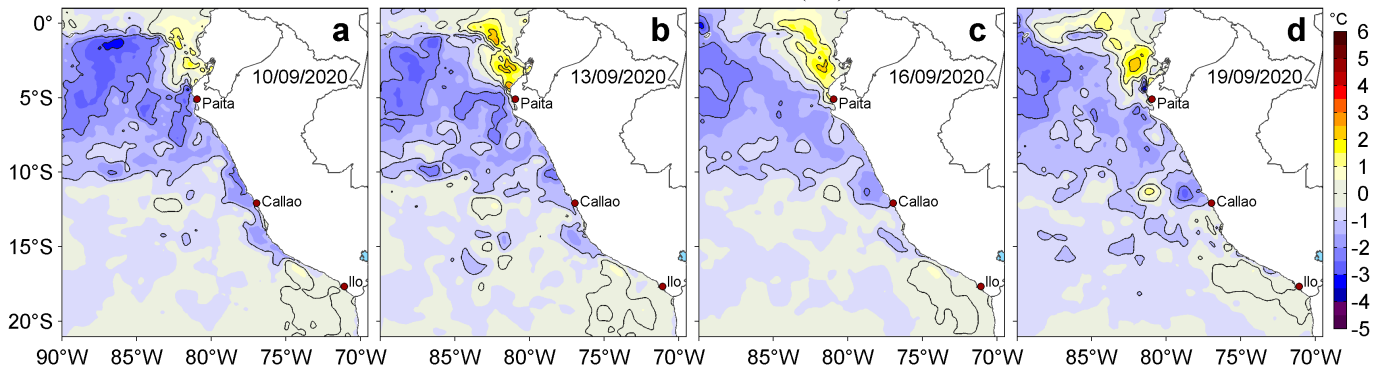 a
b
c
d
°C
10/09/2020
13/09/2020
16/09/2020
19/09/2020
Paita
Callao
Ilo
Paita
Callao
Ilo
Paita
Callao
Ilo
Paita
Callao
Ilo
0°
5°S
10°S
15°S
20°S
90°W 85°W 80°W 75°W 70°W
85°W 80°W 75°W 70°W
85°W 80°W 75°W 70°W
85°W 80°W 75°W 70°W
6
5
4
3
2
1
0
-1
-2
-3
-4
-5